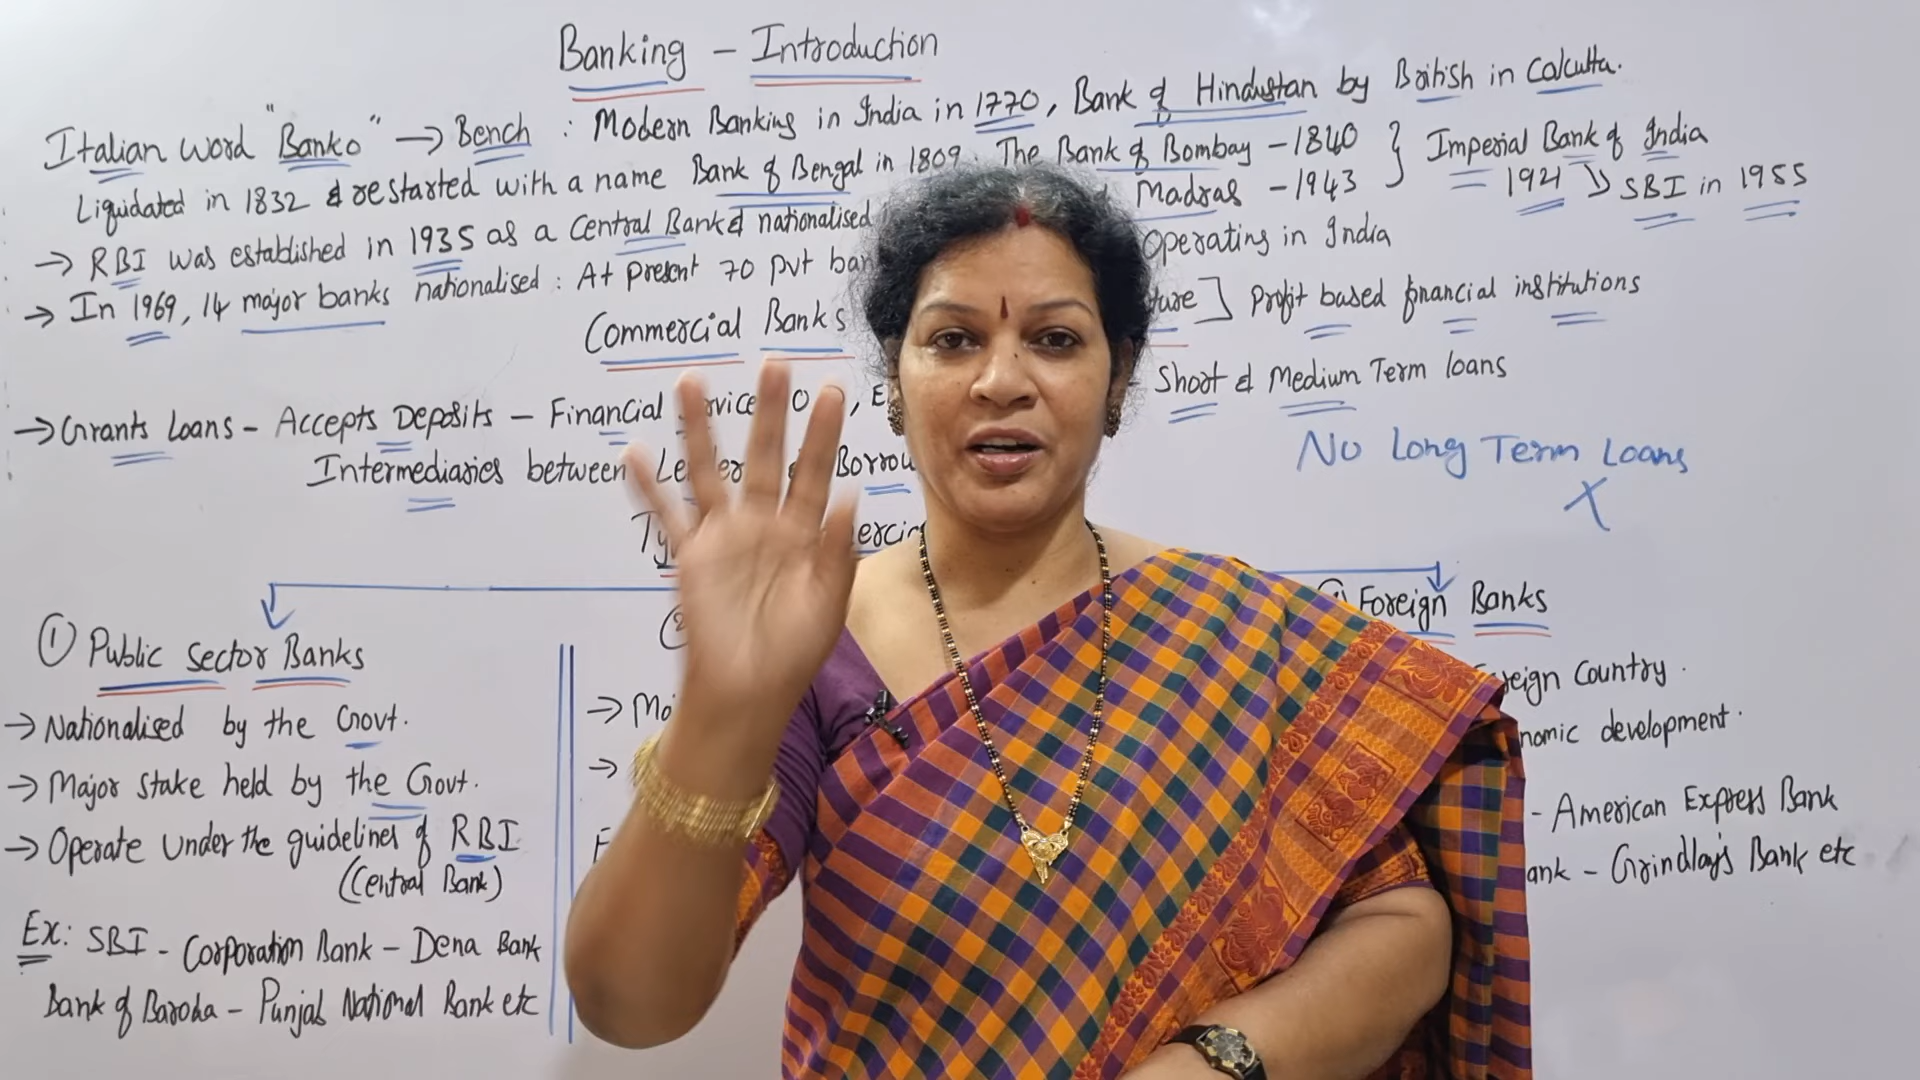 Banking - Introduction
Italian word "Banko" → Bench : Modern Banking in India in 1770, Bank of Hindustan by British in Calcutta.
Liquidated in 1832 & restarted with a name Bank of Bengal in 1809. The Bank of Bombay - 1840 } Imperial Bank of India
Madras - 1943 1921 SBI in 1955
→ RBI was established in 1935 as a Central Bank & nationalised Operating in India
→ In 1969, 14 major banks nationalised : At present 70 pvt ] Profit based financial institutions
Commercial Banks
→ Grants Loans - Accepts Deposits - Financial - Short & Medium Term loans
Intermediaries between No Long Term Loans
X
① Public Sector Banks
→ Nationalised by the Govt.
→ Major stake held by the Govt.
→ Operate Under the guidelines of RBI
(Central Bank)
Ex: SBI - Corporation Bank - Dena Bank
Bank of Baroda - Punjab National Bank etc
→
→
Foreign Banks
Country.
development.
- American Express Bank
- Grindlays Bank etc